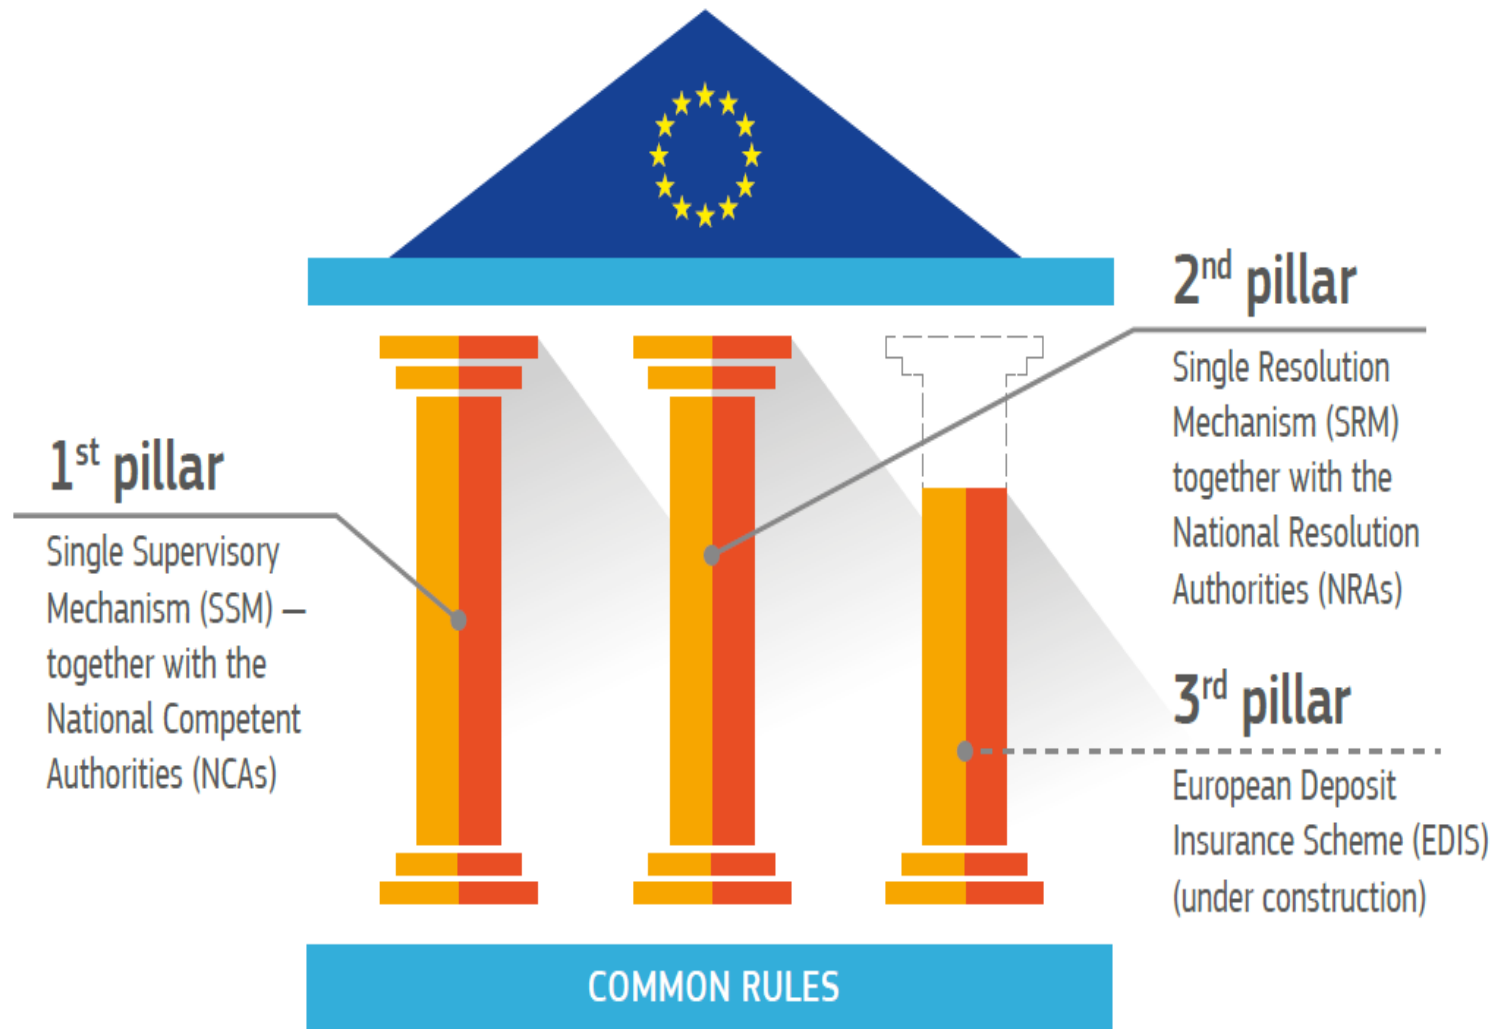 1st pillar
Single Supervisory
Mechanism (SSM) —
together with the
National Competent
Authorities (NCAs)
2nd pillar
Single Resolution
Mechanism (SRM)
together with the
National Resolution
Authorities (NRAs)
3rd pillar
European Deposit
Insurance Scheme (EDIS)
(under construction)
COMMON RULES